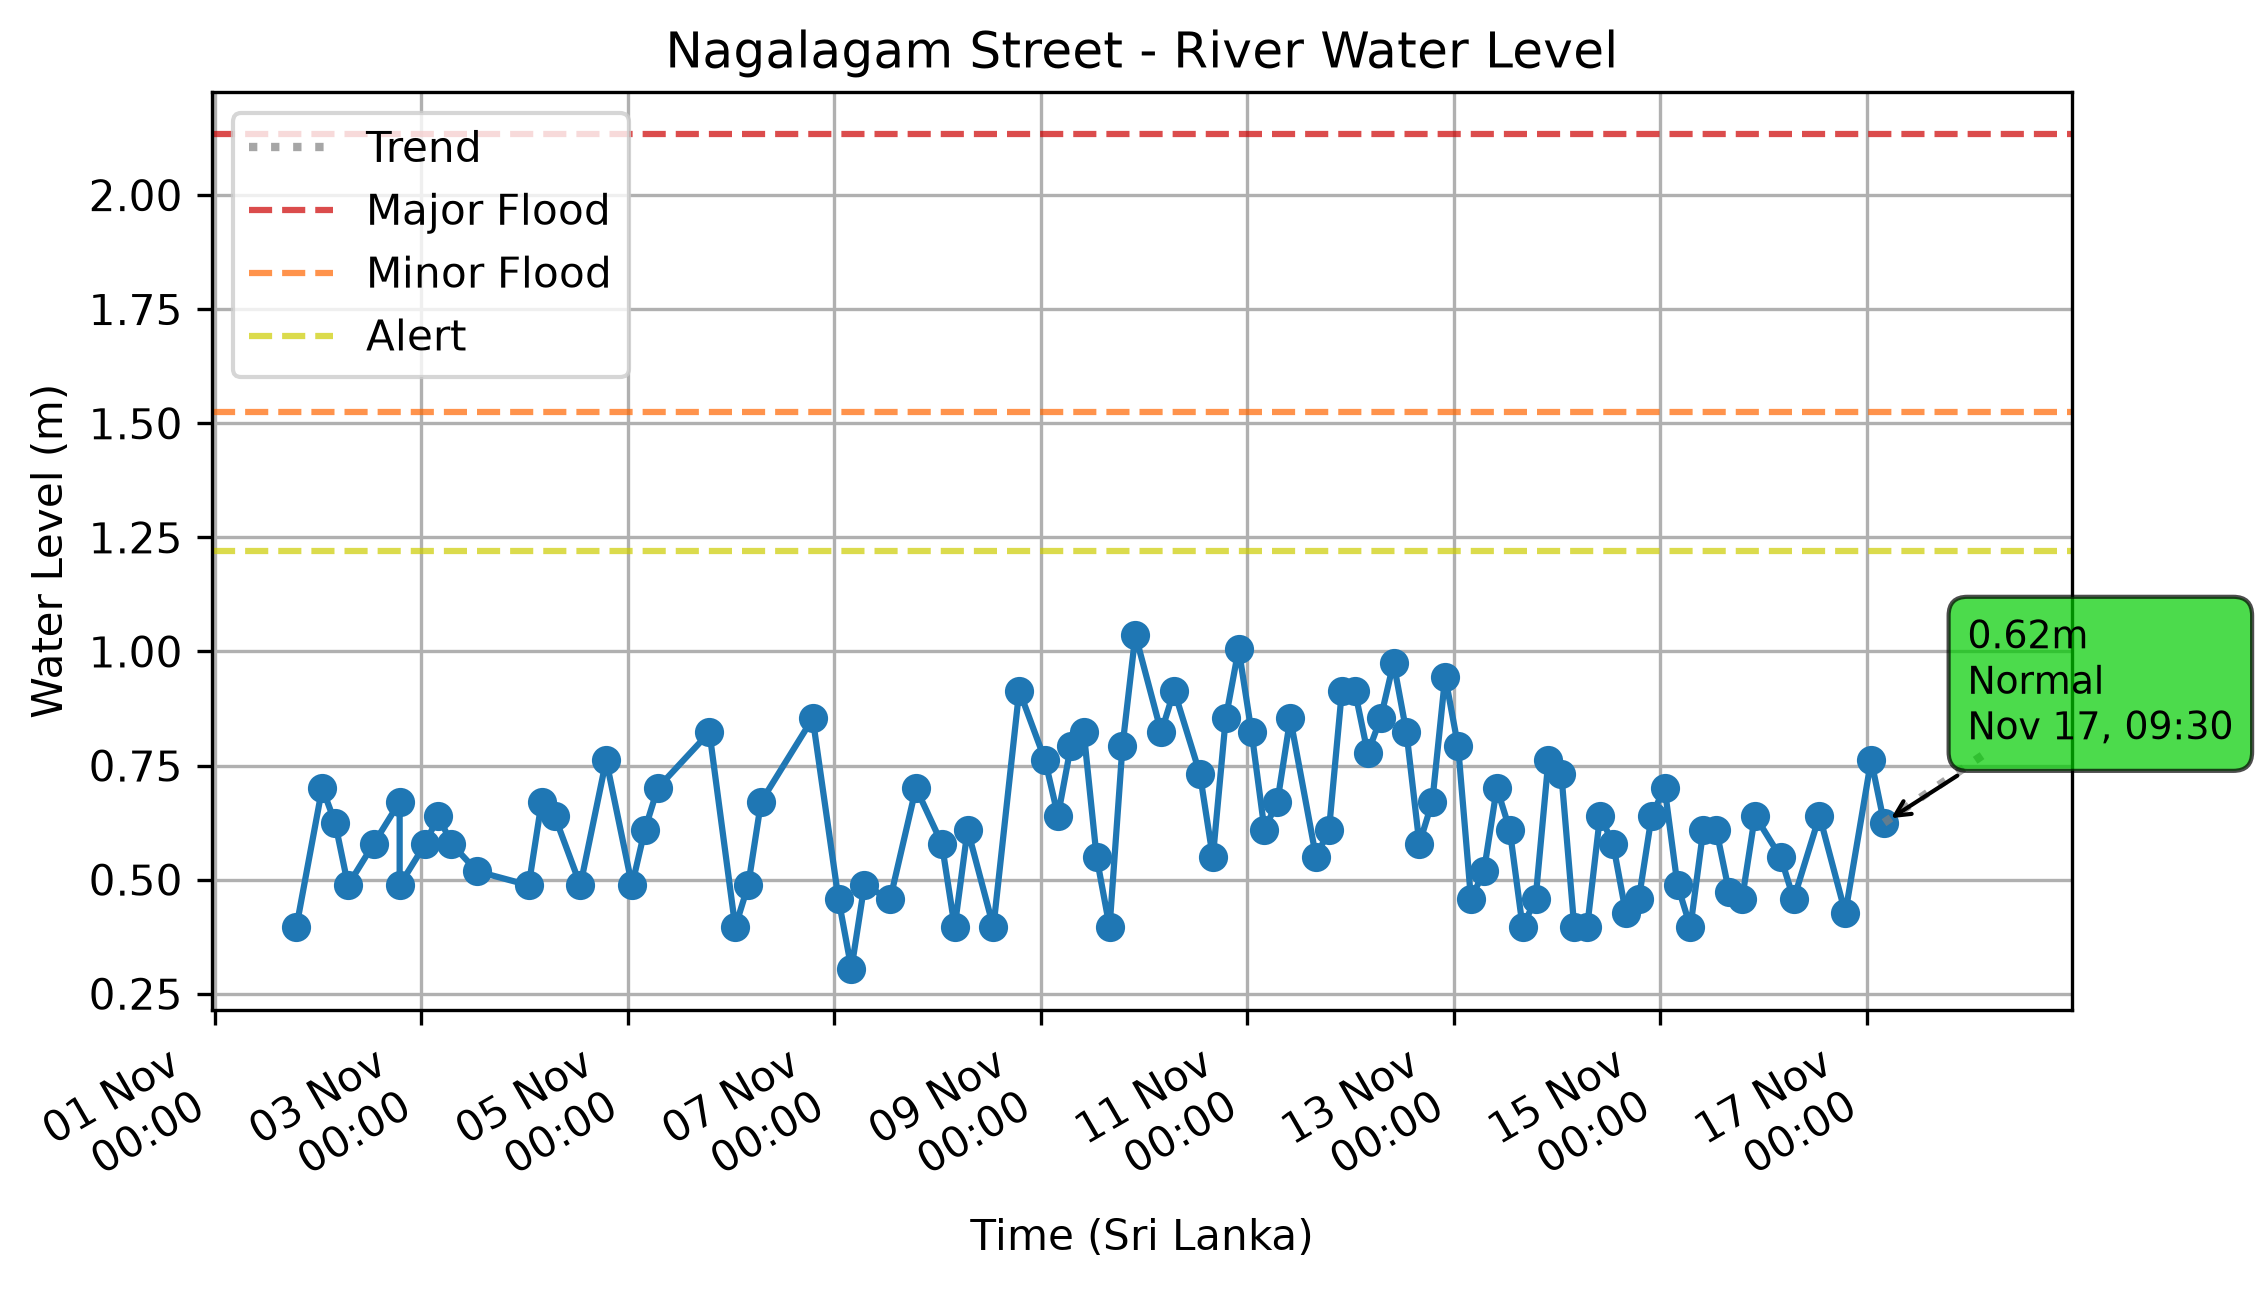 Nagalagam Street - River Water Level
Trend
Major Flood
Minor Flood
Alert
2.00
1.75
1.50
1.25
1.00
0.75
0.50
0.25
Water Level (m)
0.62m
Normal
Nov 17, 09:30
01 Nov
00:00
03 Nov
00:00
05 Nov
00:00
07 Nov
00:00
09 Nov
00:00
11 Nov
00:00
13 Nov
00:00
15 Nov
00:00
17 Nov
00:00
Time (Sri Lanka)